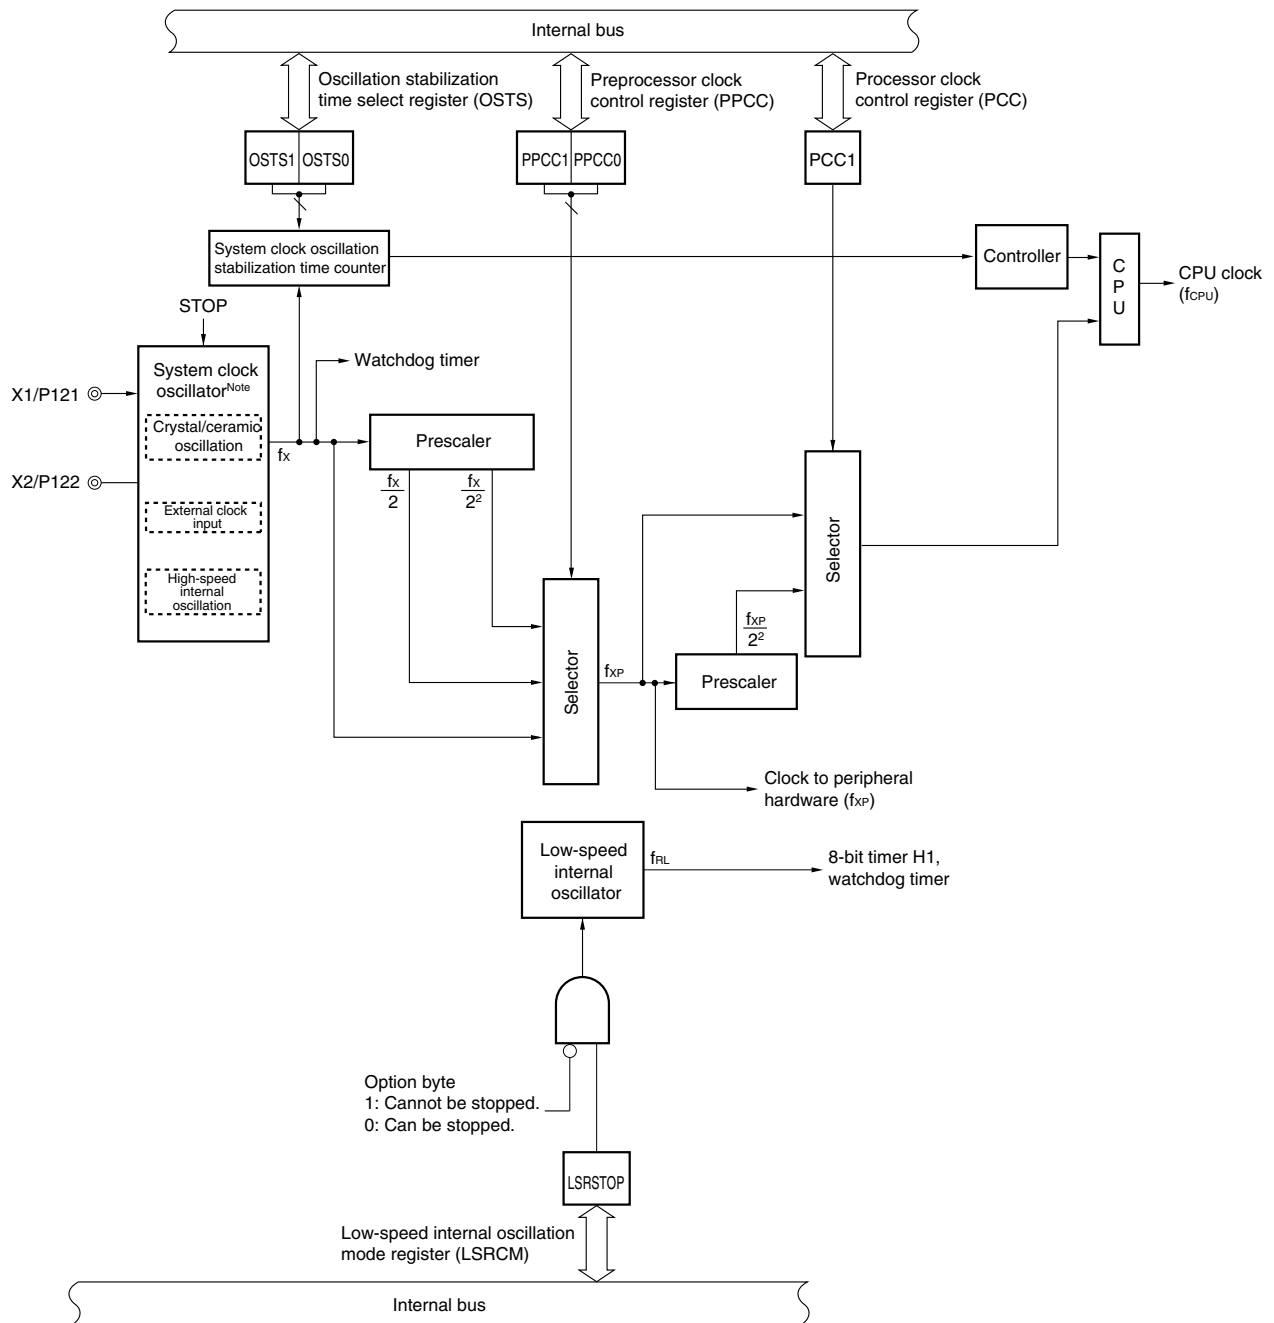 Internal bus
Oscillation stabilization
time select register (OSTS)
Preprocessor clock
control register (PPCC)
Processor clock
control register (PCC)
OSTS1 OSTS0
PPCC1 PPCC0
PCC1
System clock oscillation
stabilization time counter
Controller
CPU
CPU clock
(fCPU)
STOP
Watchdog timer
System clock
oscillatorNote
X1/P121
Crystal/ceramic
oscillation
fX
Prescaler
X2/P122
fX
2
fX
2²
External clock
input
High-speed
internal
oscillation
Selector
fXP
2²
Selector
fXP
Prescaler
Clock to peripheral
hardware (fXP)
Low-speed
internal
oscillator
fRL
8-bit timer H1,
watchdog timer
Option byte
1: Cannot be stopped.
0: Can be stopped.
LSRSTOP
Low-speed internal oscillation
mode register (LSRCM)
Internal bus